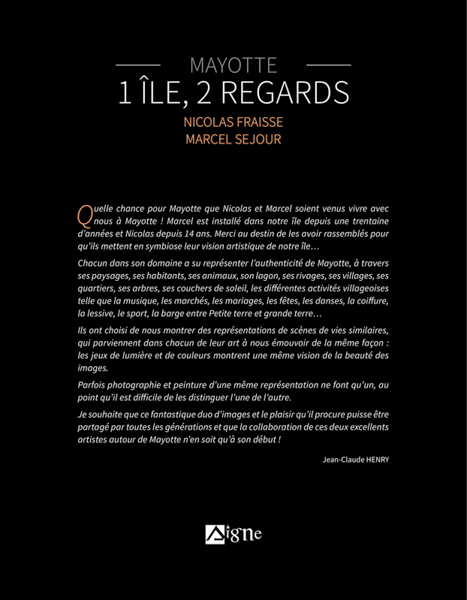 MAYOTTE
1 ÎLE, 2 REGARDS
NICOLAS FRAISSE
MARCEL SEJOUR
Quelle chance pour Mayotte que Nicolas et Marcel soient venus vivre avec
nous à Mayotte ! Marcel est installé dans notre île depuis une trentaine
d'années et Nicolas depuis 14 ans. Merci au destin de les avoir rassemblés pour
qu'ils mettent en symbiose leur vision artistique de notre île…
Chacun dans son domaine a su représenter l'authenticité de Mayotte, à travers
ses paysages, ses habitants, ses animaux, son lagon, ses rivages, ses villages, ses
quartiers, ses arbres, ses couchers de soleil, les différentes activités villageoises
telle que la musique, les marchés, les mariages, les fêtes, les danses, la coiffure,
la lessive, le sport, la barge entre Petite terre et grande terre…
Ils ont choisi de nous montrer des représentations de scènes de vies similaires,
qui parviennent dans chacun de leur art à nous émouvoir de la même façon :
les jeux de lumière et de couleurs montrent une même vision de la beauté des
images.
Parfois photographie et peinture d'une même représentation ne font qu'un, au
point qu'il est difficile de les distinguer l'une de l'autre.
Je souhaite que ce fantastique duo d'images et le plaisir qu'il procure puisse être
partagé par toutes les générations et que la collaboration de ces deux excellents
artistes autour de Mayotte n'en soit qu'à son début !
Jean-Claude HENRY
Signe